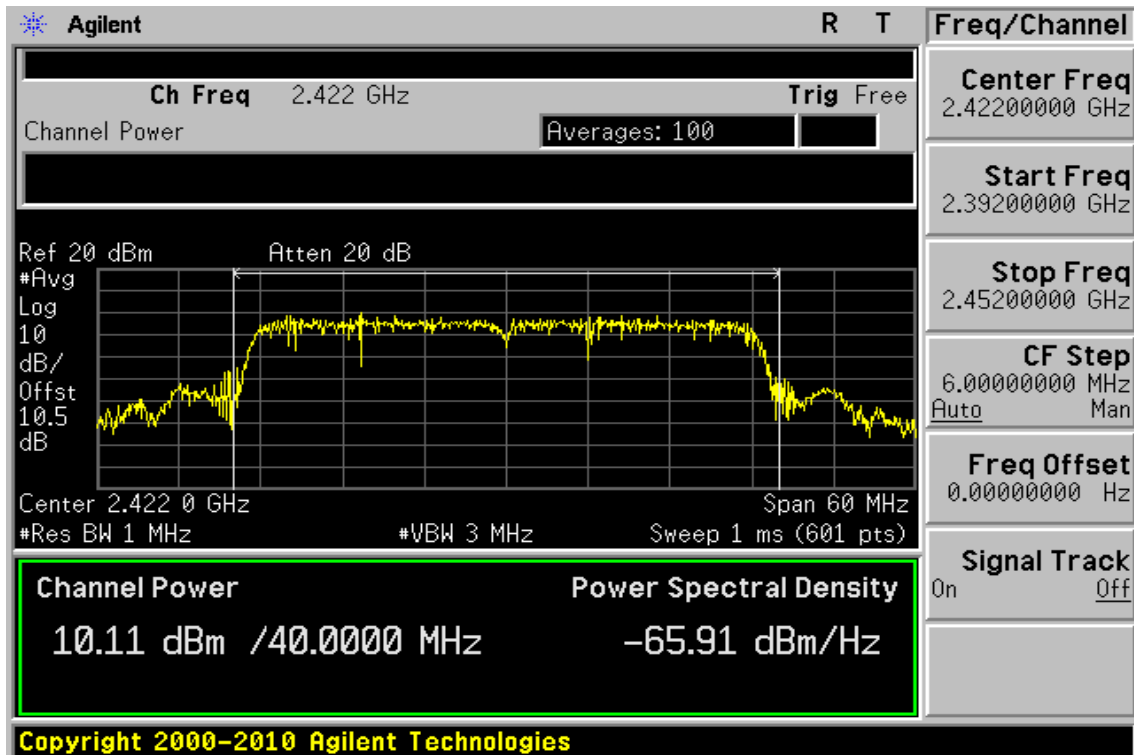 Agilent R T
Ch Freq 2.422 GHz Trig Free
Channel Power Averages: 100
Ref 20 dBm Atten 20 dB
#Avg
Log
10
dB/
Offst
10.5
dB
Center 2.422 0 GHz Span 60 MHz
#Res BW 1 MHz #VBW 3 MHz Sweep 1 ms (601 pts)
Channel Power Power Spectral Density
10.11 dBm /40.0000 MHz -65.91 dBm/Hz
Copyright 2000-2010 Agilent Technologies
Freq/Channel
Center Freq
2.42200000 GHz
Start Freq
2.39200000 GHz
Stop Freq
2.45200000 GHz
CF Step
6.00000000 MHz
Auto Man
Freq Offset
0.00000000 Hz
Signal Track
On Off